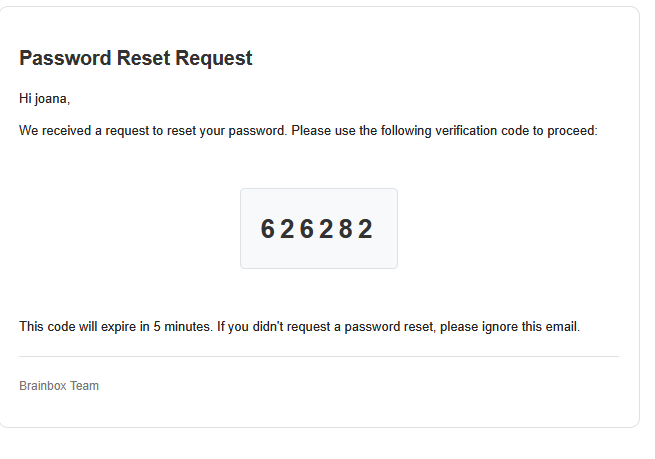 Password Reset Request
Hi joana,
We received a request to reset your password. Please use the following verification code to proceed:
626282
This code will expire in 5 minutes. If you didn't request a password reset, please ignore this email.
Brainbox Team